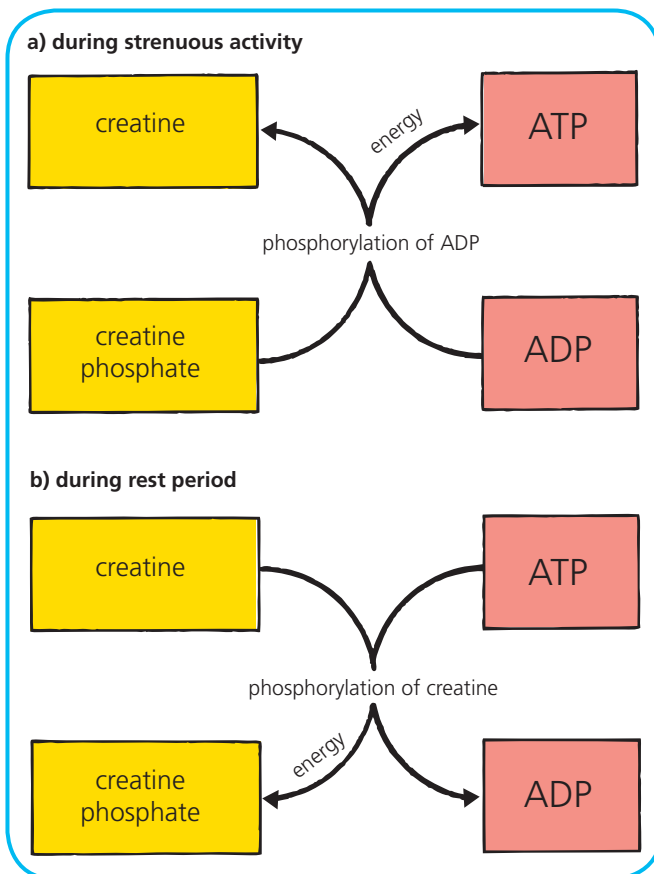 a) during strenuous activity
creatine
energy
ATP
phosphorylation of ADP
creatine
phosphate
ADP
b) during rest period
creatine
ATP
phosphorylation of creatine
creatine
phosphate
energy
ADP